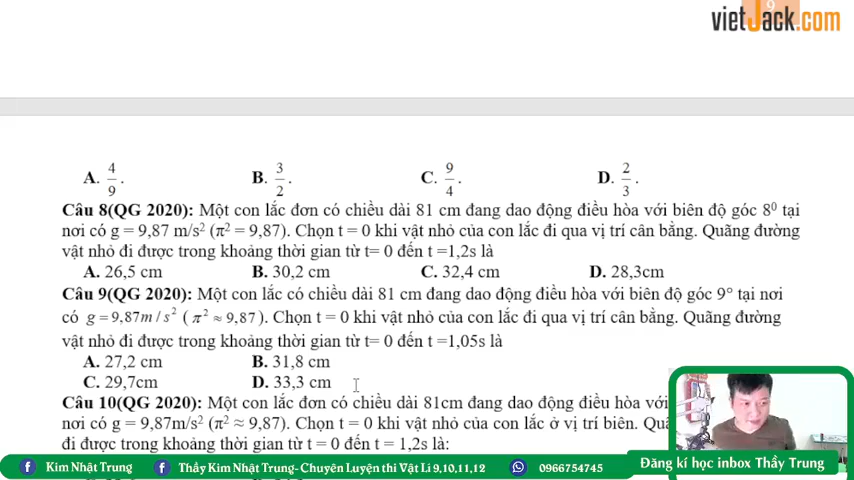 vietJack.com
A. 4/9 . B. 3/2 . C. 9/4 . D. 2/3 .
Câu 8(QG 2020): Một con lắc đơn có chiều dài 81 cm đang dao động điều hòa với biên độ góc 8⁰ tại
nơi có g = 9,87 m/s² (π² = 9,87). Chọn t = 0 khi vật nhỏ của con lắc đi qua vị trí cân bằng. Quãng đường
vật nhỏ đi được trong khoảng thời gian từ t= 0 đến t =1,2s là
A. 26,5 cm B. 30,2 cm C. 32,4 cm D. 28,3cm
Câu 9(QG 2020): Một con lắc có chiều dài 81 cm đang dao động điều hòa với biên độ góc 9° tại nơi
có g = 9,87m/s² ( π² ≈ 9,87). Chọn t = 0 khi vật nhỏ của con lắc đi qua vị trí cân bằng. Quãng đường
vật nhỏ đi được trong khoảng thời gian từ t= 0 đến t =1,05s là
A. 27,2 cm B. 31,8 cm
C. 29,7cm D. 33,3 cm
Câu 10(QG 2020): Một con lắc đơn có chiều dài 81cm đang dao động điều hòa với
nơi có g = 9,87m/s² (π² ≈ 9,87). Chọn t = 0 khi vật nhỏ của con lắc ở vị trí biên.
đi được trong khoảng thời gian từ t = 0 đến t = 1,2s là:
Kim Nhật Trung Thầy Kim Nhật Trung- Chuyên Luyện thi Vật Lí 9,10,11,12 0966754745 Đăng kí học inbox Thầy Trung